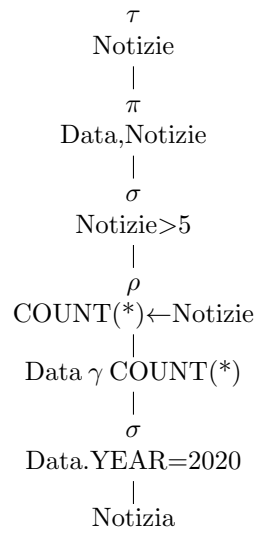 τ
Notizie
π
Data,Notizie
σ
Notizie>5
ρ
COUNT(*)←Notizie
Data γ COUNT(*)
σ
Data.YEAR=2020
Notizia